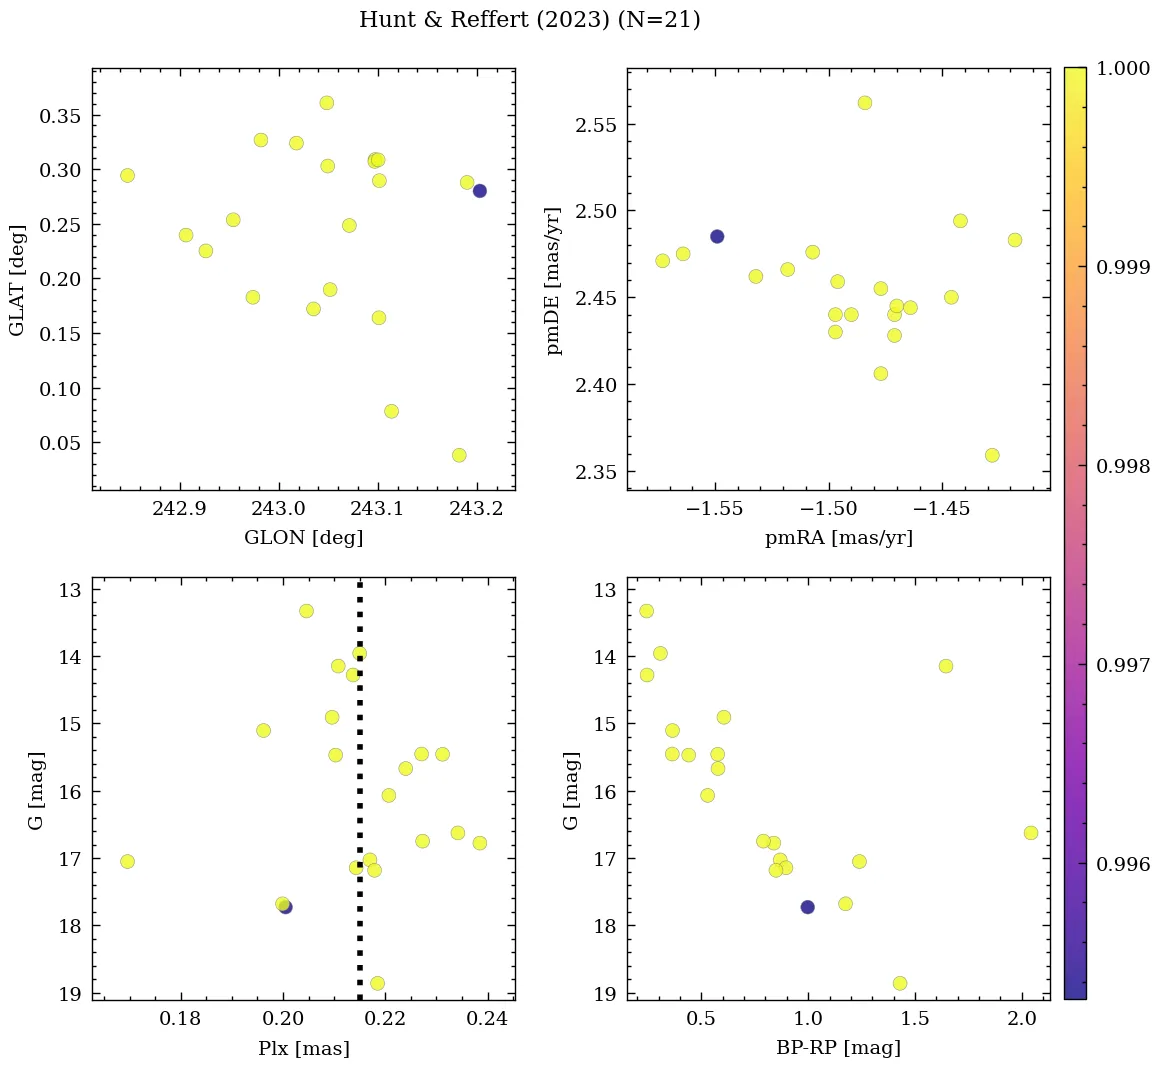 Hunt & Reffert (2023) (N=21)
0.35
0.30
0.25
0.20
0.15
0.10
0.05
GLAT [deg]
242.9 243.0 243.1 243.2
GLON [deg]
2.55
2.50
2.45
2.40
2.35
pmDE [mas/yr]
−1.55 −1.50 −1.45
pmRA [mas/yr]
1.000
0.999
0.998
0.997
0.996
13
14
15
16
17
18
19
G [mag]
0.18 0.20 0.22 0.24
Plx [mas]
13
14
15
16
17
18
19
G [mag]
0.5 1.0 1.5 2.0
BP-RP [mag]